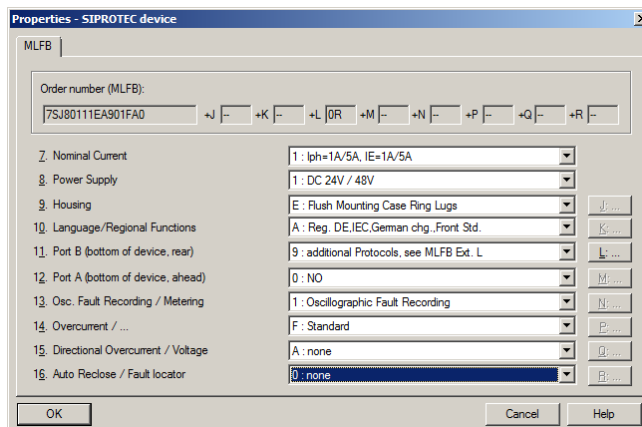 Properties - SIPROTEC device
MLFB
Order number (MLFB):
7SJ80111EA901FA0 +J -- +K -- +L 0R +M -- +N -- +P -- +Q -- +R --
7. Nominal Current 1 : Iph=1A/5A, IE=1A/5A
8. Power Supply 1 : DC 24V / 48V
9. Housing E : Flush Mounting Case Ring Lugs J: ...
10. Language/Regional Functions A : Reg. DE,IEC,German chg.,Front Std. K: ...
11. Port B (bottom of device, rear) 9 : additional Protocols, see MLFB Ext. L L: ...
12. Port A (bottom of device, ahead) 0 : NO M: ...
13. Osc. Fault Recording / Metering 1 : Oscillographic Fault Recording N: ...
14. Overcurrent / ... F : Standard P: ...
15. Directional Overcurrent / Voltage A : none Q: ...
16. Auto Reclose / Fault locator 0 : none R: ...
OK Cancel Help